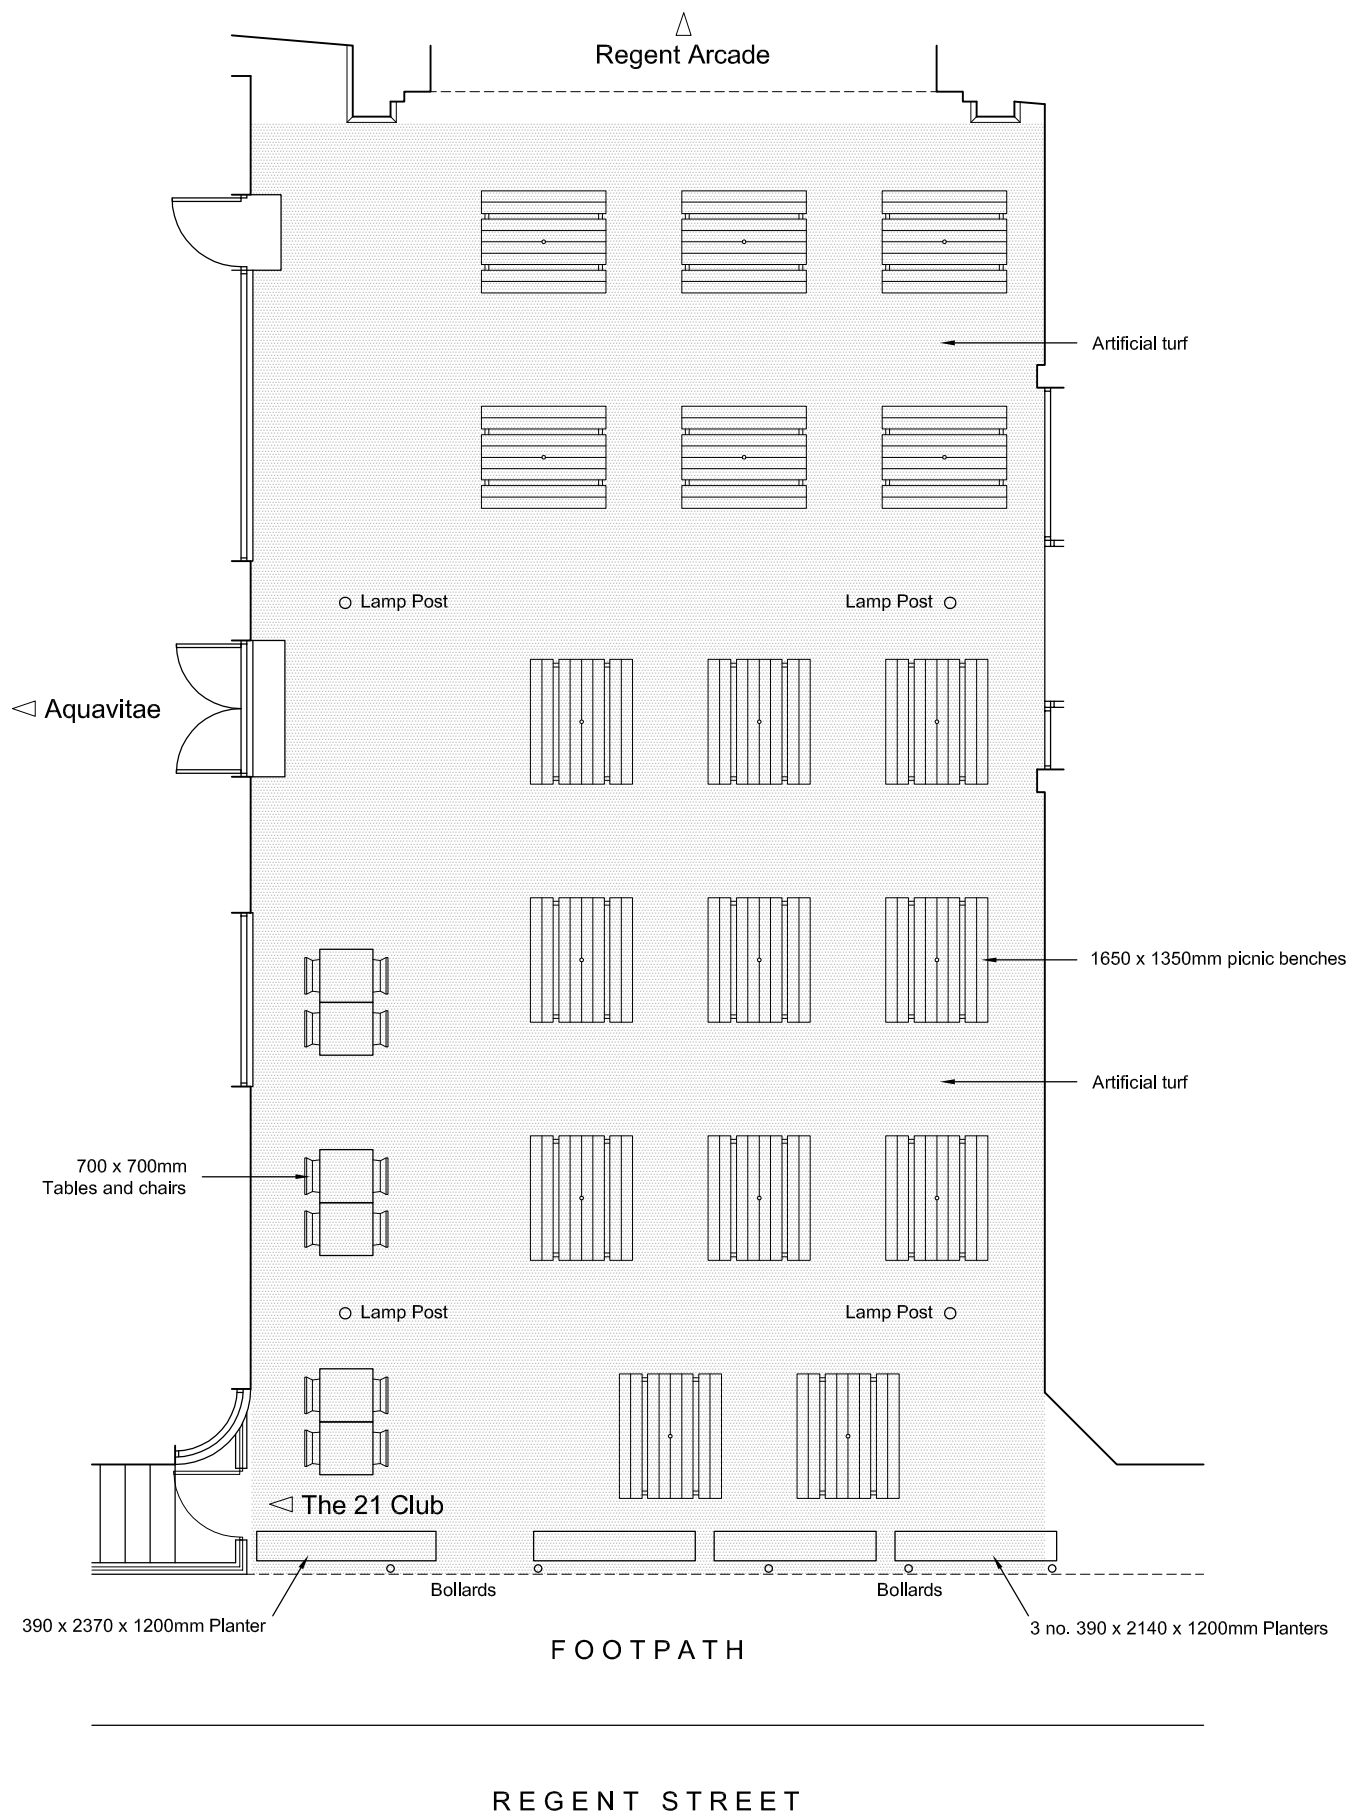 Regent Arcade
Artificial turf
Lamp Post
Lamp Post
Aquavitae
1650 x 1350mm picnic benches
Artificial turf
700 x 700mm
Tables and chairs
Lamp Post
Lamp Post
The 21 Club
Bollards
Bollards
390 x 2370 x 1200mm Planter
3 no. 390 x 2140 x 1200mm Planters
FOOTPATH
REGENT STREET